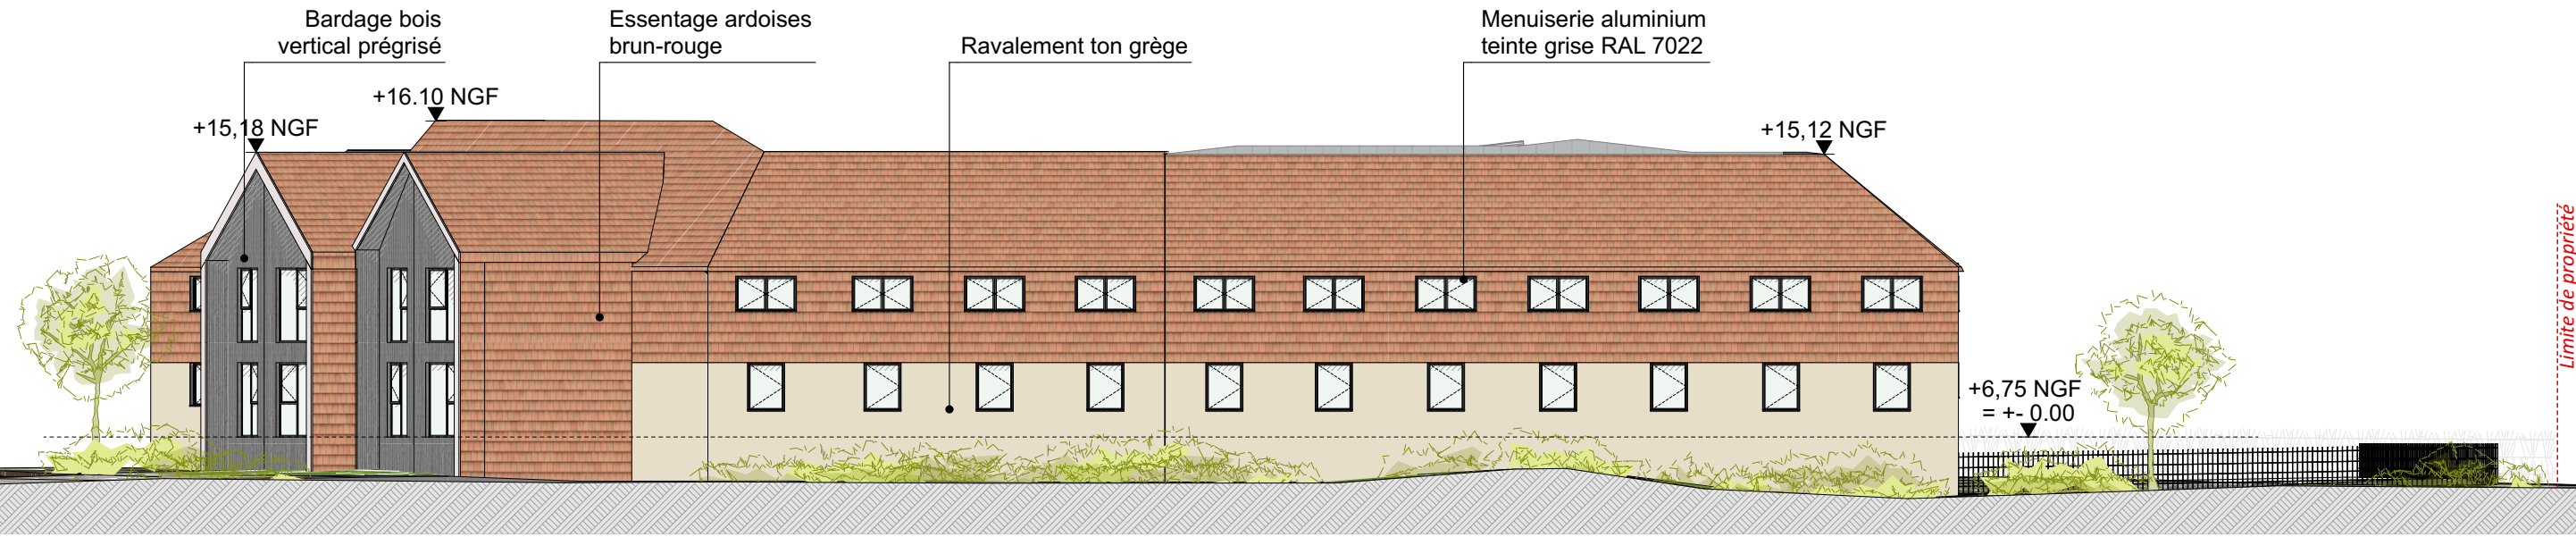 Bardage bois
vertical prégrisé
Essentage ardoises
brun-rouge
Ravalement ton grège
Menuiserie aluminium
teinte grise RAL 7022
+16.10 NGF
+15,18 NGF
+15,12 NGF
Limite de propriété
+6,75 NGF
= +- 0.00